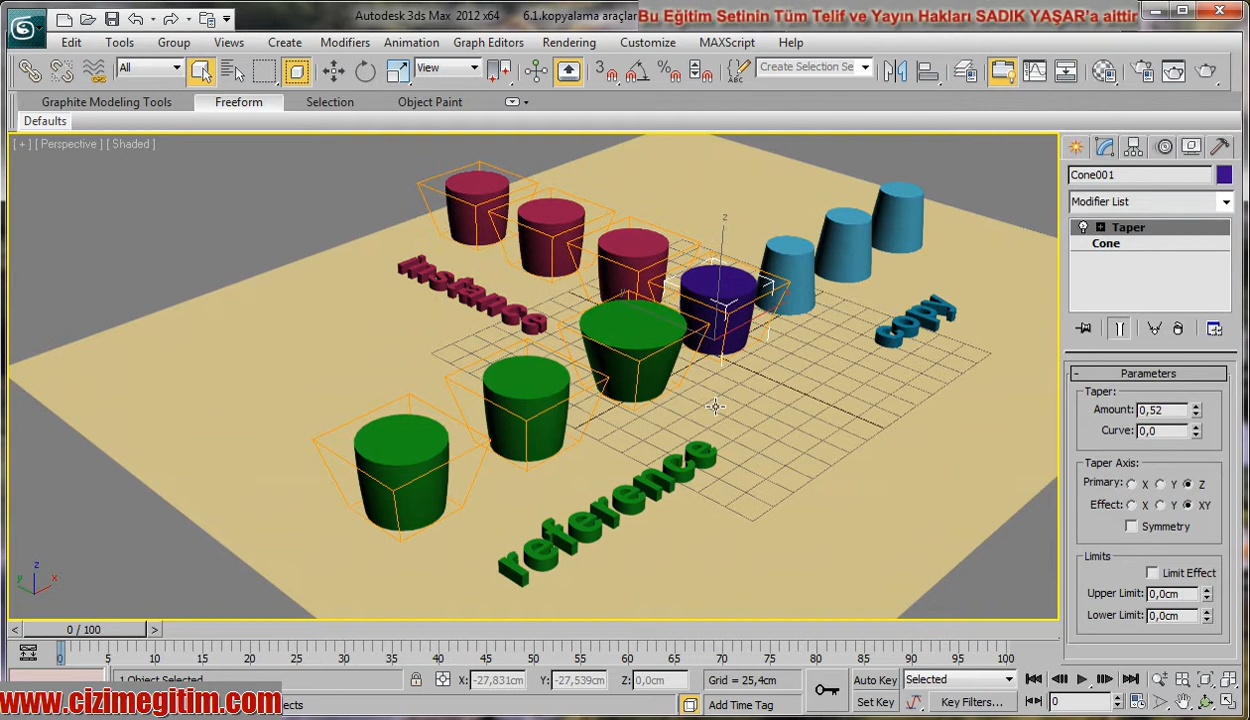 Autodesk 3ds Max 2012 x64 6.1.kopyalama araçlar
Bu Eğitim Setinin Tüm Telif ve Yayın Hakları SADIK YAŞAR'a aittir
Edit Tools Group Views Create Modifiers Animation Graph Editors Rendering Customize MAXScript Help
All View Create Selection Se
Graphite Modeling Tools Freeform Selection Object Paint
Defaults
[ + ] [ Perspective ] [ Shaded ]
Cone001
Modifier List
Taper
Cone
instance
copy
reference
z
Parameters
Taper:
Amount: 0,52
Curve: 0,0
Taper Axis:
Primary: X Y Z
Effect: X Y XY
Symmetry
Limits
Limit Effect
Upper Limit: 0,0cm
Lower Limit: 0,0cm
z
y x
< 0 / 100 >
0 5 10 15 20 25 30 35 40 45 50 55 60 65 70 75 80 85 90 95 100
1 Object Selected X: -27,831cm Y: -27,539cm Z: 0,0cm Grid = 25,4cm Auto Key Selected
www.cizimegitim.com
Add Time Tag Set Key Key Filters... 0